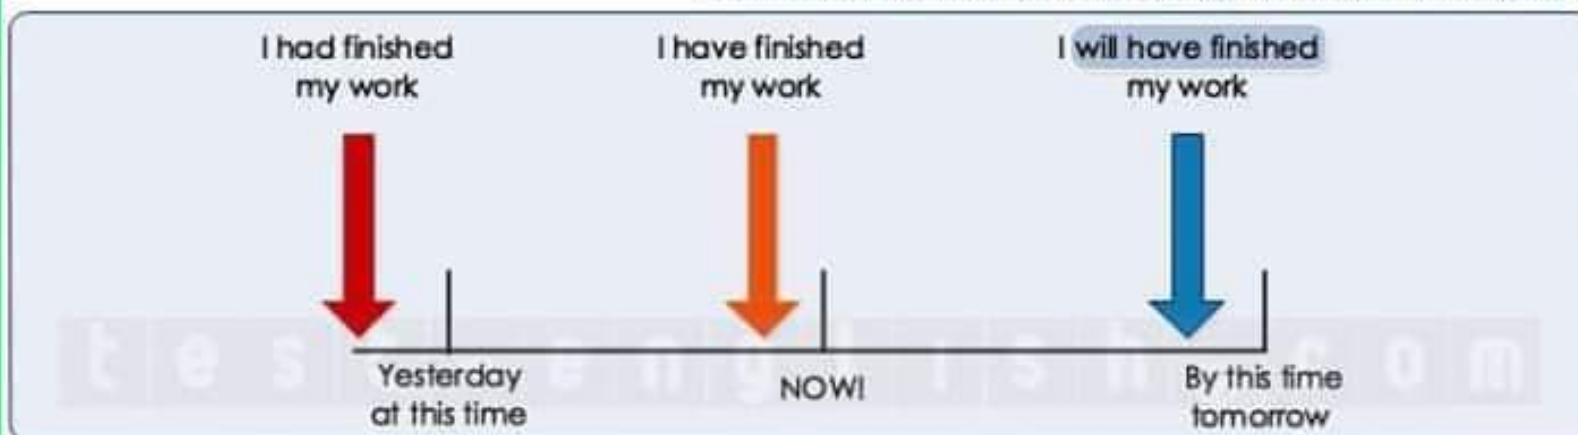 I had finished
my work
I have finished
my work
I will have finished
my work
Yesterday
at this time
NOW!
By this time
tomorrow